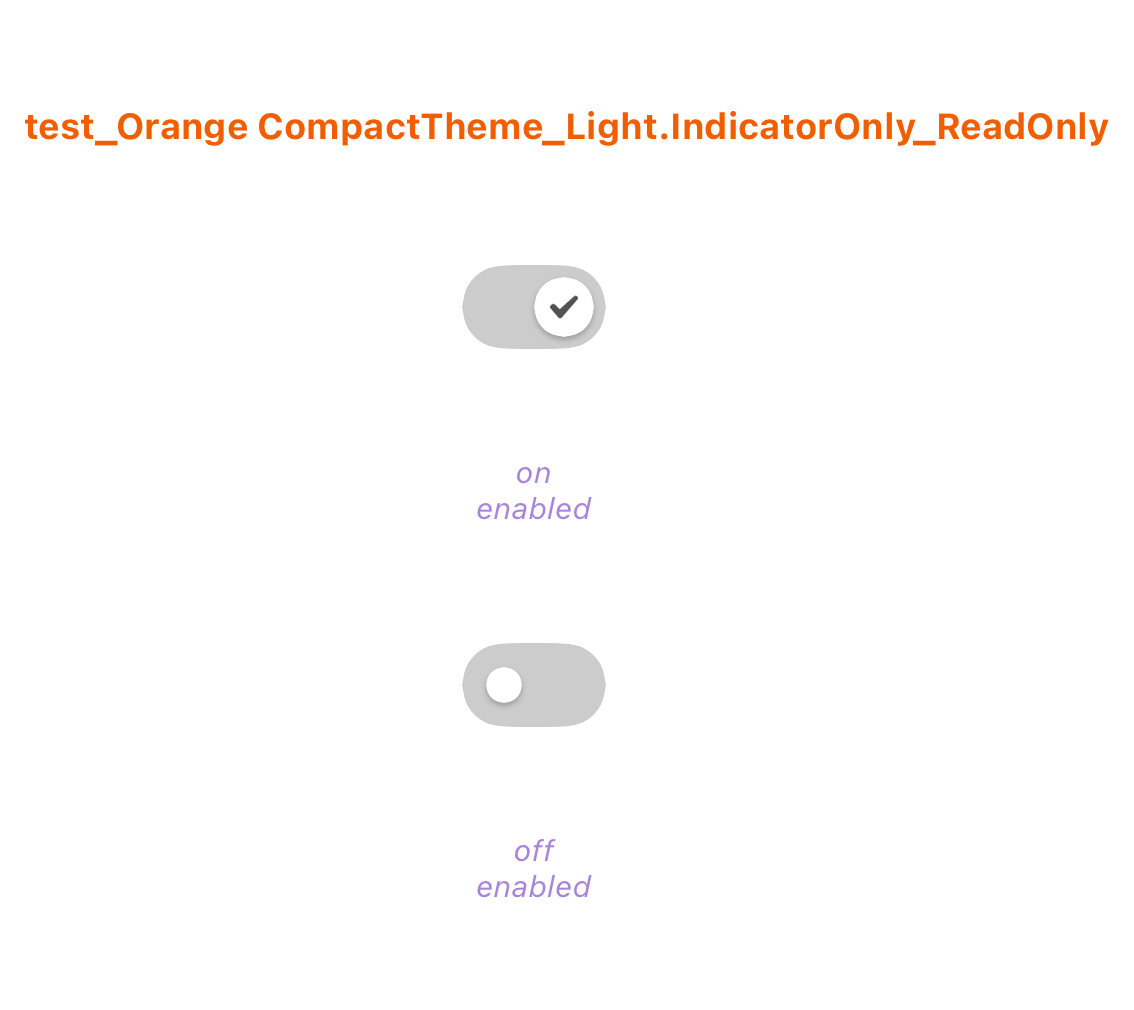 test_Orange CompactTheme_Light.IndicatorOnly_ReadOnly
on
enabled
off
enabled